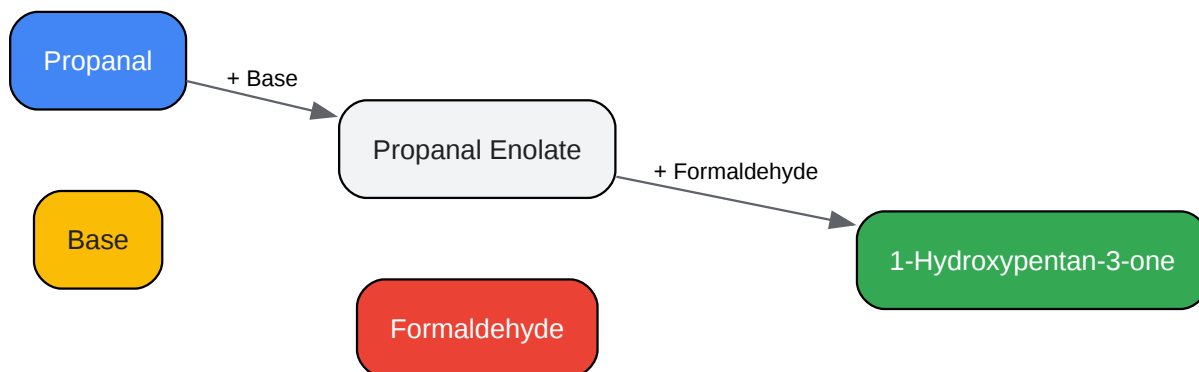 Propanal
+ Base
Propanal Enolate
+ Formaldehyde
Base
1-Hydroxypentan-3-one
Formaldehyde